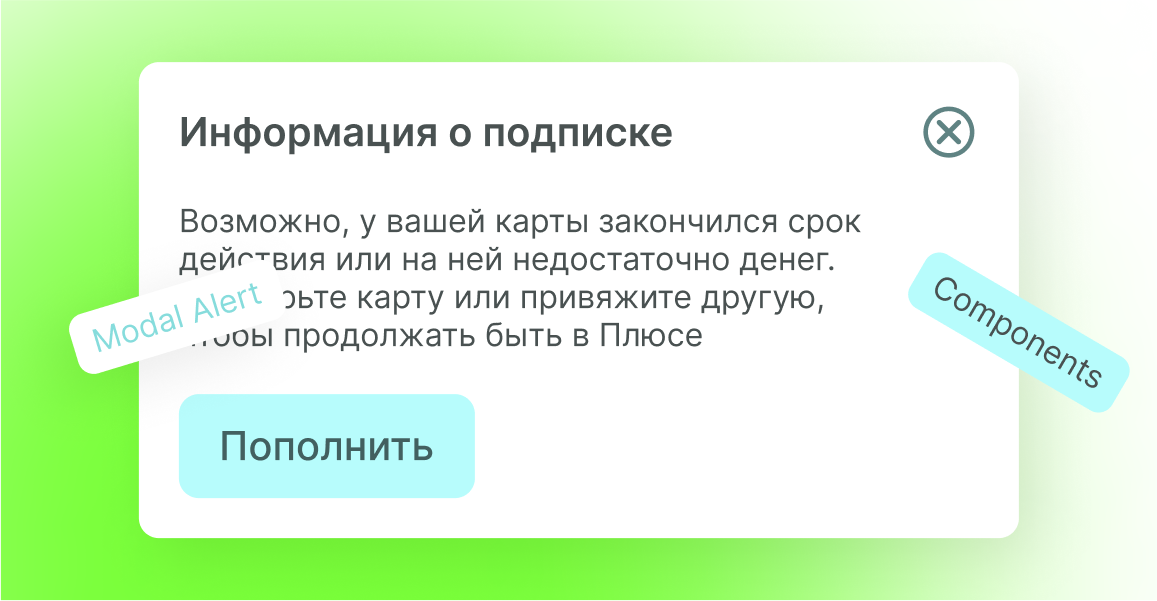 Информация о подписке
Возможно, у вашей карты закончился срок
действия или на ней недостаточно денег.
карту или привяжите другую,
чтобы продолжать быть в Плюсе
Пополнить
Modal Alert
Components